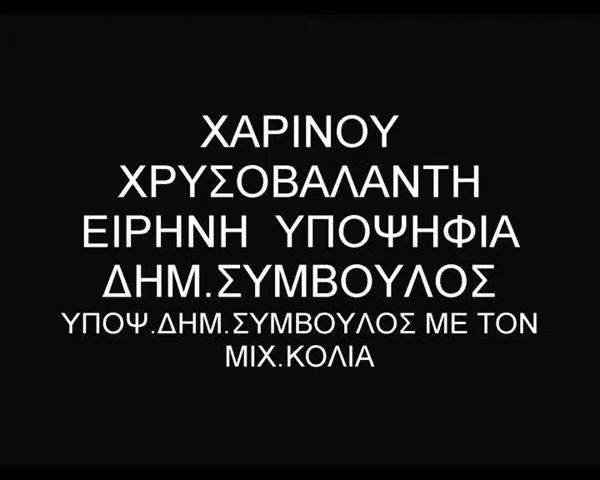 ΧΑΡΙΝΟΥ
ΧΡΥΣΟΒΑΛΑΝΤΗ
ΕΙΡΗΝΗ ΥΠΟΨΗΦΙΑ
ΔΗΜ.ΣΥΜΒΟΥΛΟΣ
ΥΠΟΨ.ΔΗΜ.ΣΥΜΒΟΥΛΟΣ ΜΕ ΤΟΝ
ΜΙΧ.ΚΟΛΙΑ